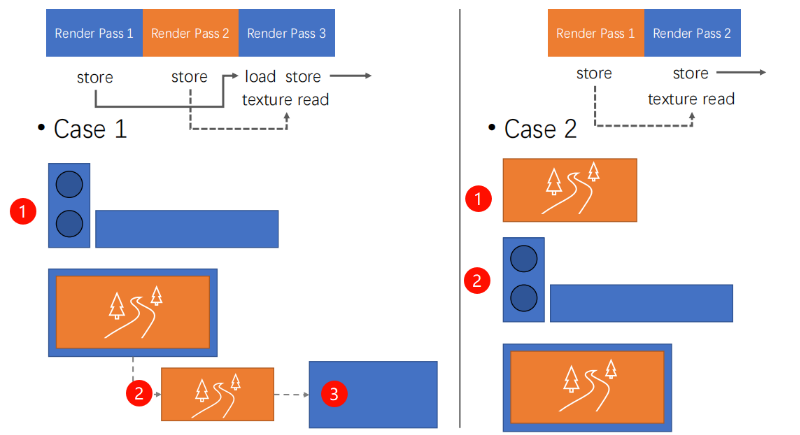 Render Pass 1 Render Pass 2 Render Pass 3
store store load store
texture read
• Case 1
1
2
3
Render Pass 1 Render Pass 2
store store
texture read
• Case 2
1
2